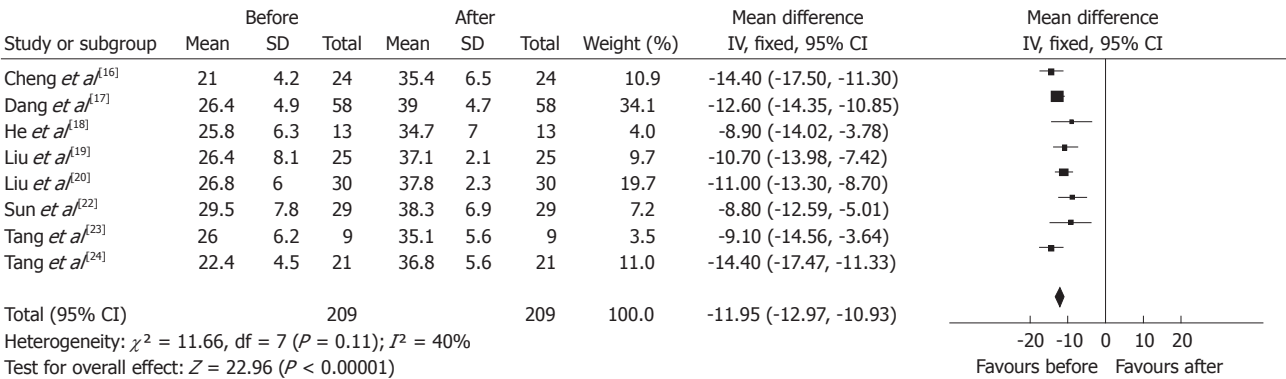 Before After Mean difference Mean difference
Study or subgroup Mean SD Total Mean SD Total Weight (%) IV, fixed, 95% CI IV, fixed, 95% CI
Cheng et al[16] 21 4.2 24 35.4 6.5 24 10.9 -14.40 (-17.50, -11.30)
Dang et al[17] 26.4 4.9 58 39 4.7 58 34.1 -12.60 (-14.35, -10.85)
He et al[18] 25.8 6.3 13 34.7 7 13 4.0 -8.90 (-14.02, -3.78)
Liu et al[19] 26.4 8.1 25 37.1 2.1 25 9.7 -10.70 (-13.98, -7.42)
Liu et al[20] 26.8 6 30 37.8 2.3 30 19.7 -11.00 (-13.30, -8.70)
Sun et al[22] 29.5 7.8 29 38.3 6.9 29 7.2 -8.80 (-12.59, -5.01)
Tang et al[23] 26 6.2 9 35.1 5.6 9 3.5 -9.10 (-14.56, -3.64)
Tang et al[24] 22.4 4.5 21 36.8 5.6 21 11.0 -14.40 (-17.47, -11.33)
Total (95% CI) 209 209 100.0 -11.95 (-12.97, -10.93)
Heterogeneity: χ² = 11.66, df = 7 (P = 0.11); I² = 40%
-20 -10 0 10 20
Test for overall effect: Z = 22.96 (P < 0.00001)
Favours before Favours after